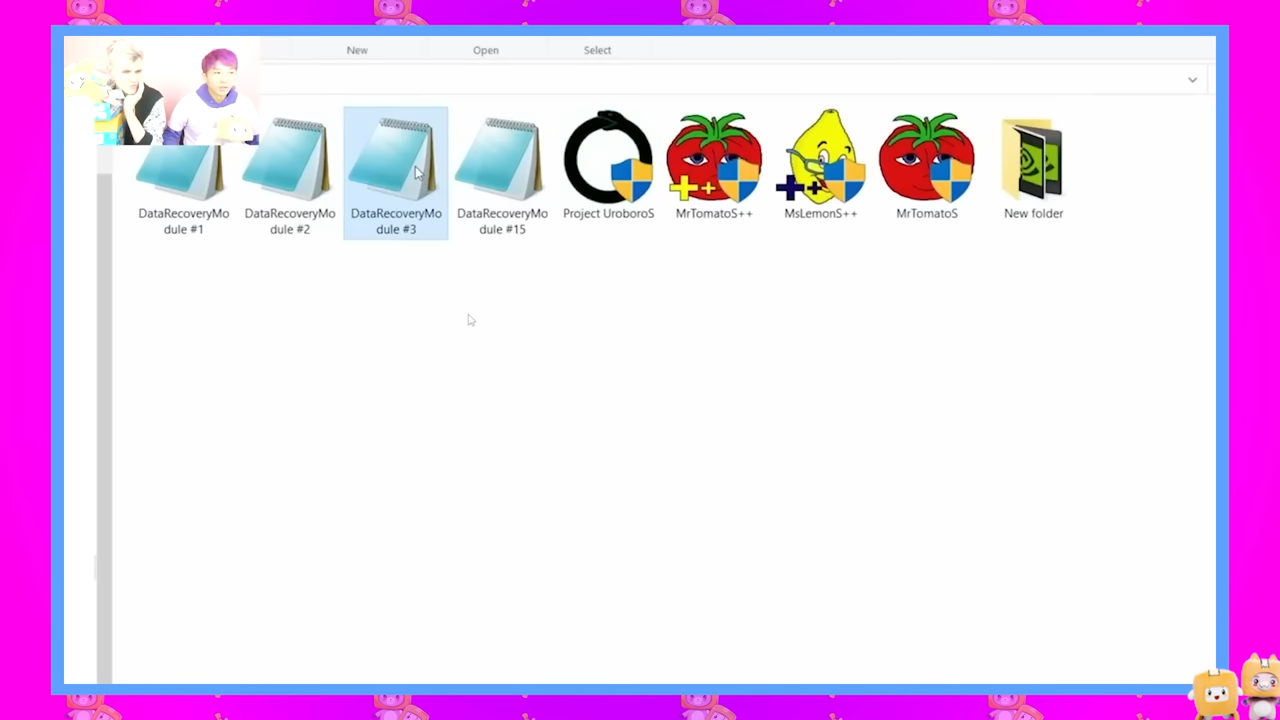 New Open Select
DataRecoveryMo DataRecoveryMo DataRecoveryMo DataRecoveryMo Project UroboroS MrTomatoS++ MsLemonS++ MrTomatoS New folder
dule #1 dule #2 dule #3 dule #15